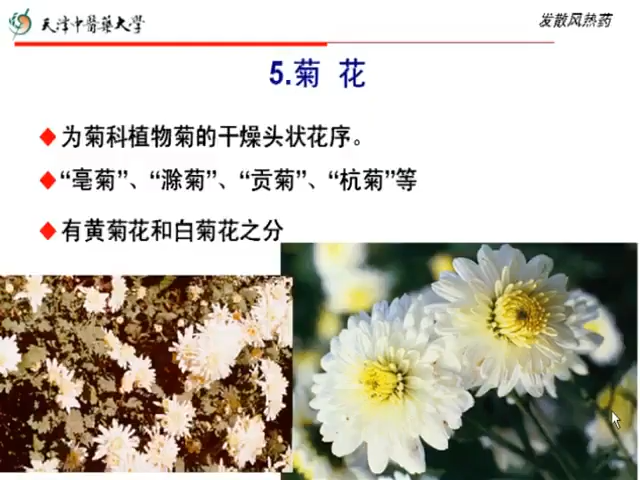 天津中醫藥大學
发散风热药
5.菊 花
为菊科植物菊的干燥头状花序。
“亳菊”、“滁菊”、“贡菊”、“杭菊”等
有黄菊花和白菊花之分